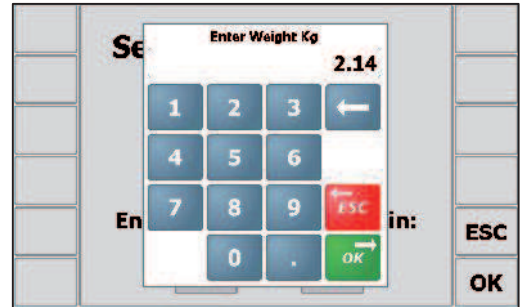 Se
Enter Weight Kg
2.14
1 2 3
4 5 6
7 8 9 ESC
En in:
ESC
0 . OK
OK